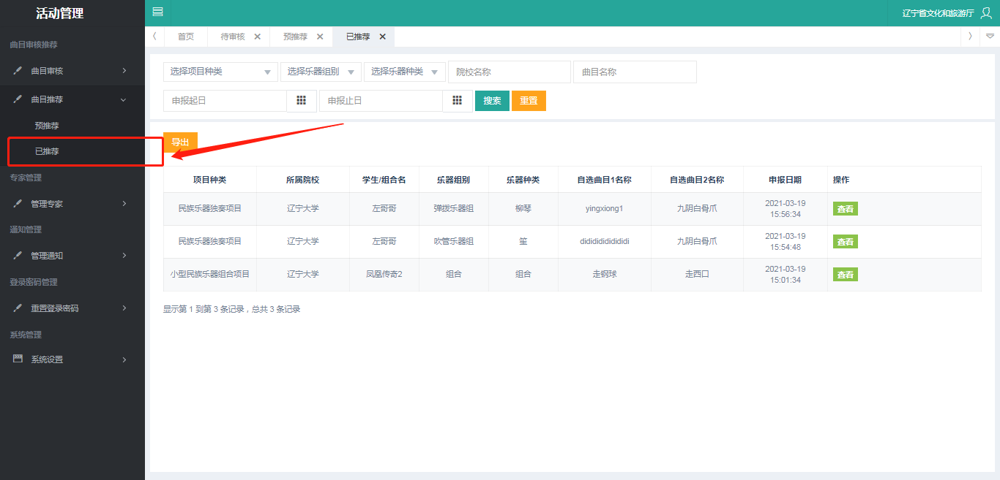 活动管理
辽宁省文化和旅游厅
曲目审核推荐
曲目审核
曲目推荐
预推荐
已推荐
专家管理
管理专家
通知管理
管理通知
登录密码管理
重置登录密码
系统管理
系统设置
首页 待审核 预推荐 已推荐
选择项目种类 选择乐器组别 选择乐器种类 院校名称 曲目名称
申报起日 申报止日 搜索 重置
导出
项目种类 所属院校 学生/组合名 乐器组别 乐器种类 自选曲目1名称 自选曲目2名称 申报日期 操作
民族乐器独奏项目 辽宁大学 左哥哥 弹拨乐器组 柳琴 yingxiong1 九阴白骨爪 2021-03-19 15:56:34 查看
民族乐器独奏项目 辽宁大学 左哥哥 吹管乐器组 笙 didididididididi 九阴白骨爪 2021-03-19 15:54:48 查看
小型民族乐器组合项目 辽宁大学 凤凰传奇2 组合 组合 走钢球 走西口 2021-03-19 15:01:34 查看
显示第 1 到第 3 条记录，总共 3 条记录